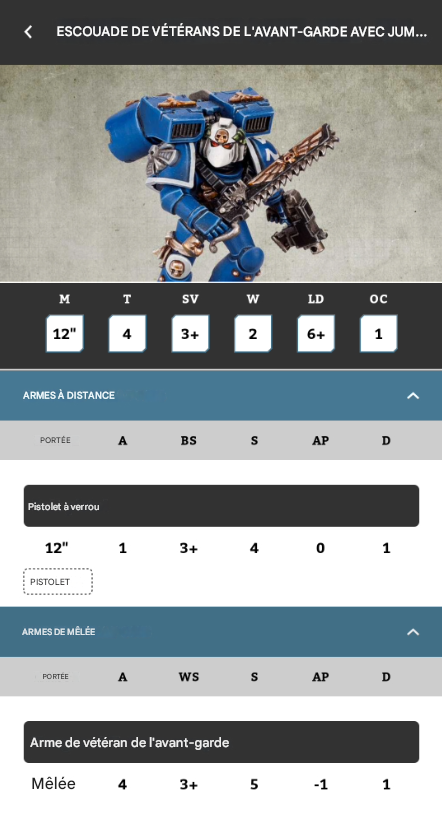 ESCOUADE DE VÉTÉRANS DE L'AVANT-GARDE AVEC JUM...
M T SV W LD OC
12" 4 3+ 2 6+ 1
ARMES À DISTANCE
PORTÉE A BS S AP D
Pistolet à verrou
12" 1 3+ 4 0 1
PISTOLET
ARMES DE MÊLÉE
PORTÉE A WS S AP D
Arme de vétéran de l'avant-garde
Mêlée 4 3+ 5 -1 1